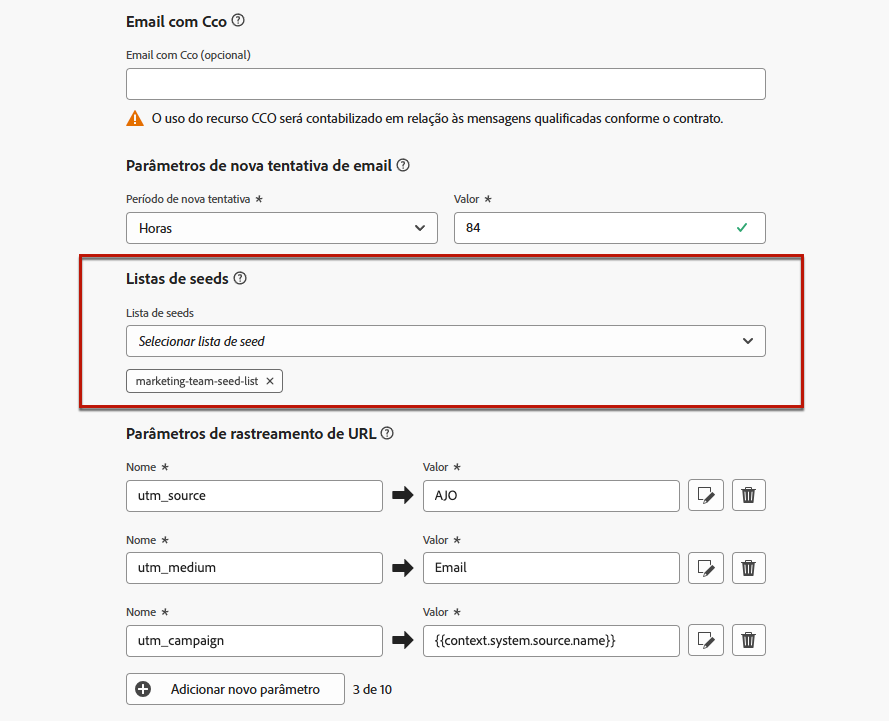 Email com Cco
Email com Cco (opcional)
O uso do recurso CCO será contabilizado em relação às mensagens qualificadas conforme o contrato.
Parâmetros de nova tentativa de email
Período de nova tentativa * Valor *
Horas 84
Listas de seeds
Lista de seeds
Selecionar lista de seed
marketing-team-seed-list ×
Parâmetros de rastreamento de URL
Nome * Valor *
utm_source AJO
Nome * Valor *
utm_medium Email
Nome * Valor *
utm_campaign {{context.system.source.name}}
Adicionar novo parâmetro 3 de 10